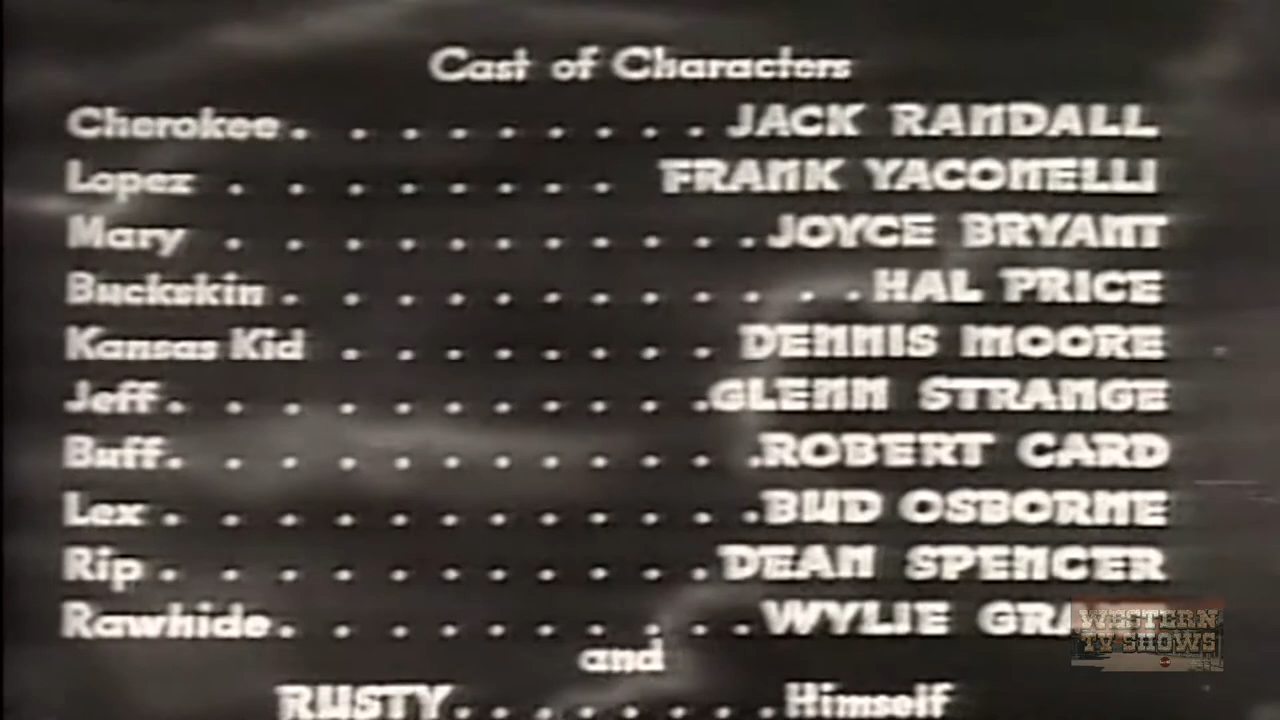 Cast of Characters
Cherokee. . . . . . . . . JACK RANDALL
Lopez . . . . . . . FRANK YACONELLI
Mary . . . . . . . . . . JOYCE BRYANT
Buckskin. . . . . . . . . . . HAL PRICE
Kansas Kid . . . . . . . DENNIS MOORE
Jeff. . . . . . . . . . GLENN STRANGE
Buff. . . . . . . . . . . ROBERT CARD
Lex . . . . . . . . . . . BUD OSBORNE
Rip . . . . . . . . . . DEAN SPENCER
Rawhide. . . . . . . . . WYLIE
and
RUSTY. . . . . . Himself
WESTERN
TV SHOWS